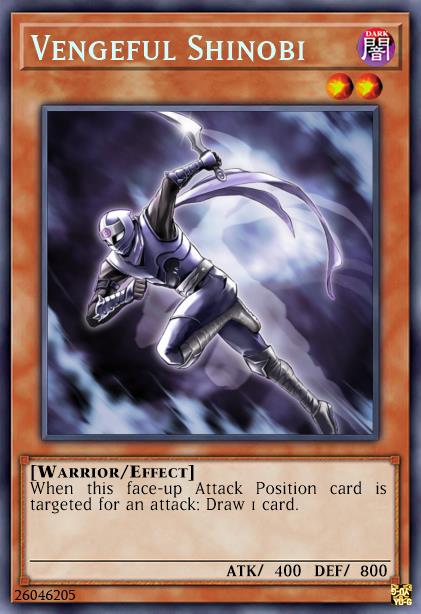 Vengeful Shinobi
DARK
闇
[Warrior/Effect]
When this face-up Attack Position card is
targeted for an attack: Draw 1 card.
ATK/ 400 DEF/ 800
26046205